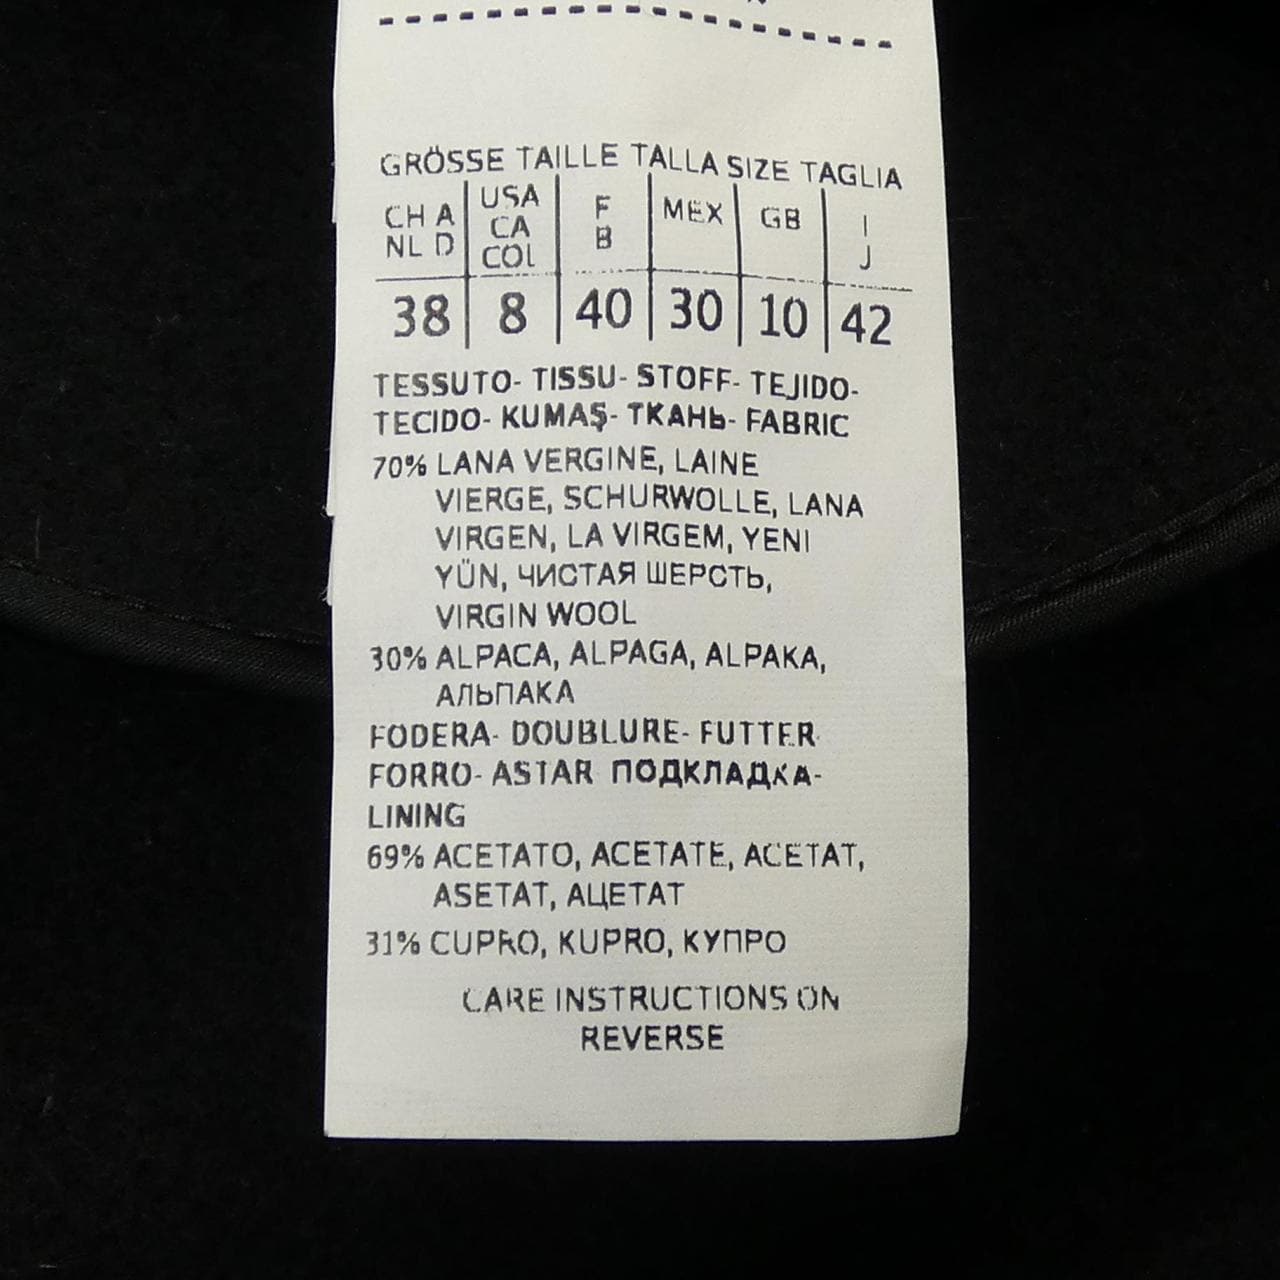 GRÖSSE TAILLE TALLA SIZE TAGLIA
CH A NL D | USA CA COL | F B | MEX | GB | I J
38 | 8 | 40 | 30 | 10 | 42
TESSUTO- TISSU- STOFF- TEJIDO-
TECIDO- KUMAŞ- ТКАНЬ- FABRIC
70% LANA VERGINE, LAINE
VIERGE, SCHURWOLLE, LANA
VIRGEN, LA VIRGEM, YENI
YÜN, ЧИСТАЯ ШЕРСТЬ,
VIRGIN WOOL
30% ALPACA, ALPAGA, ALPAKA,
АЛЬПАКА
FODERA- DOUBLURE- FUTTER
FORRO- ASTAR ПОДКЛАДКА-
LINING
69% ACETATO, ACETATE, ACETAT,
ASETAT, АЦЕТАТ
31% CUPRO, KUPRO, КУПРО
CARE INSTRUCTIONS ON
REVERSE